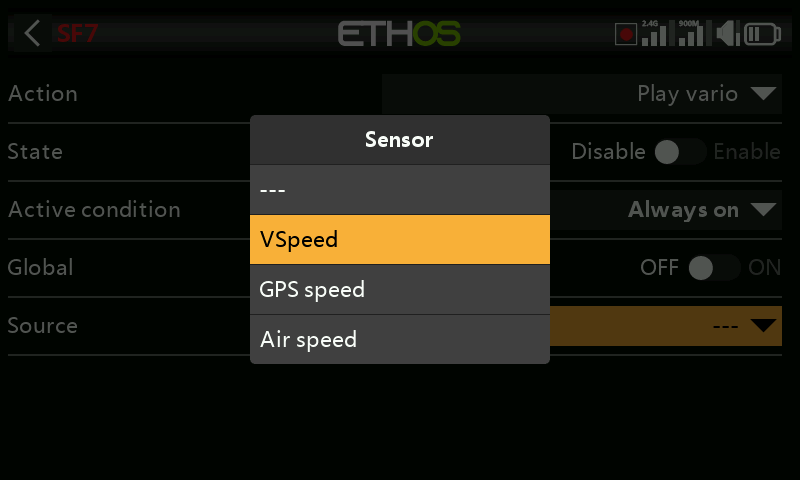 SF7
ETHOS
2.4G
900M
Action
Play vario
State
Disable
Enable
Active condition
Always on
Global
OFF
ON
Source
---
Sensor
---
VSpeed
GPS speed
Air speed